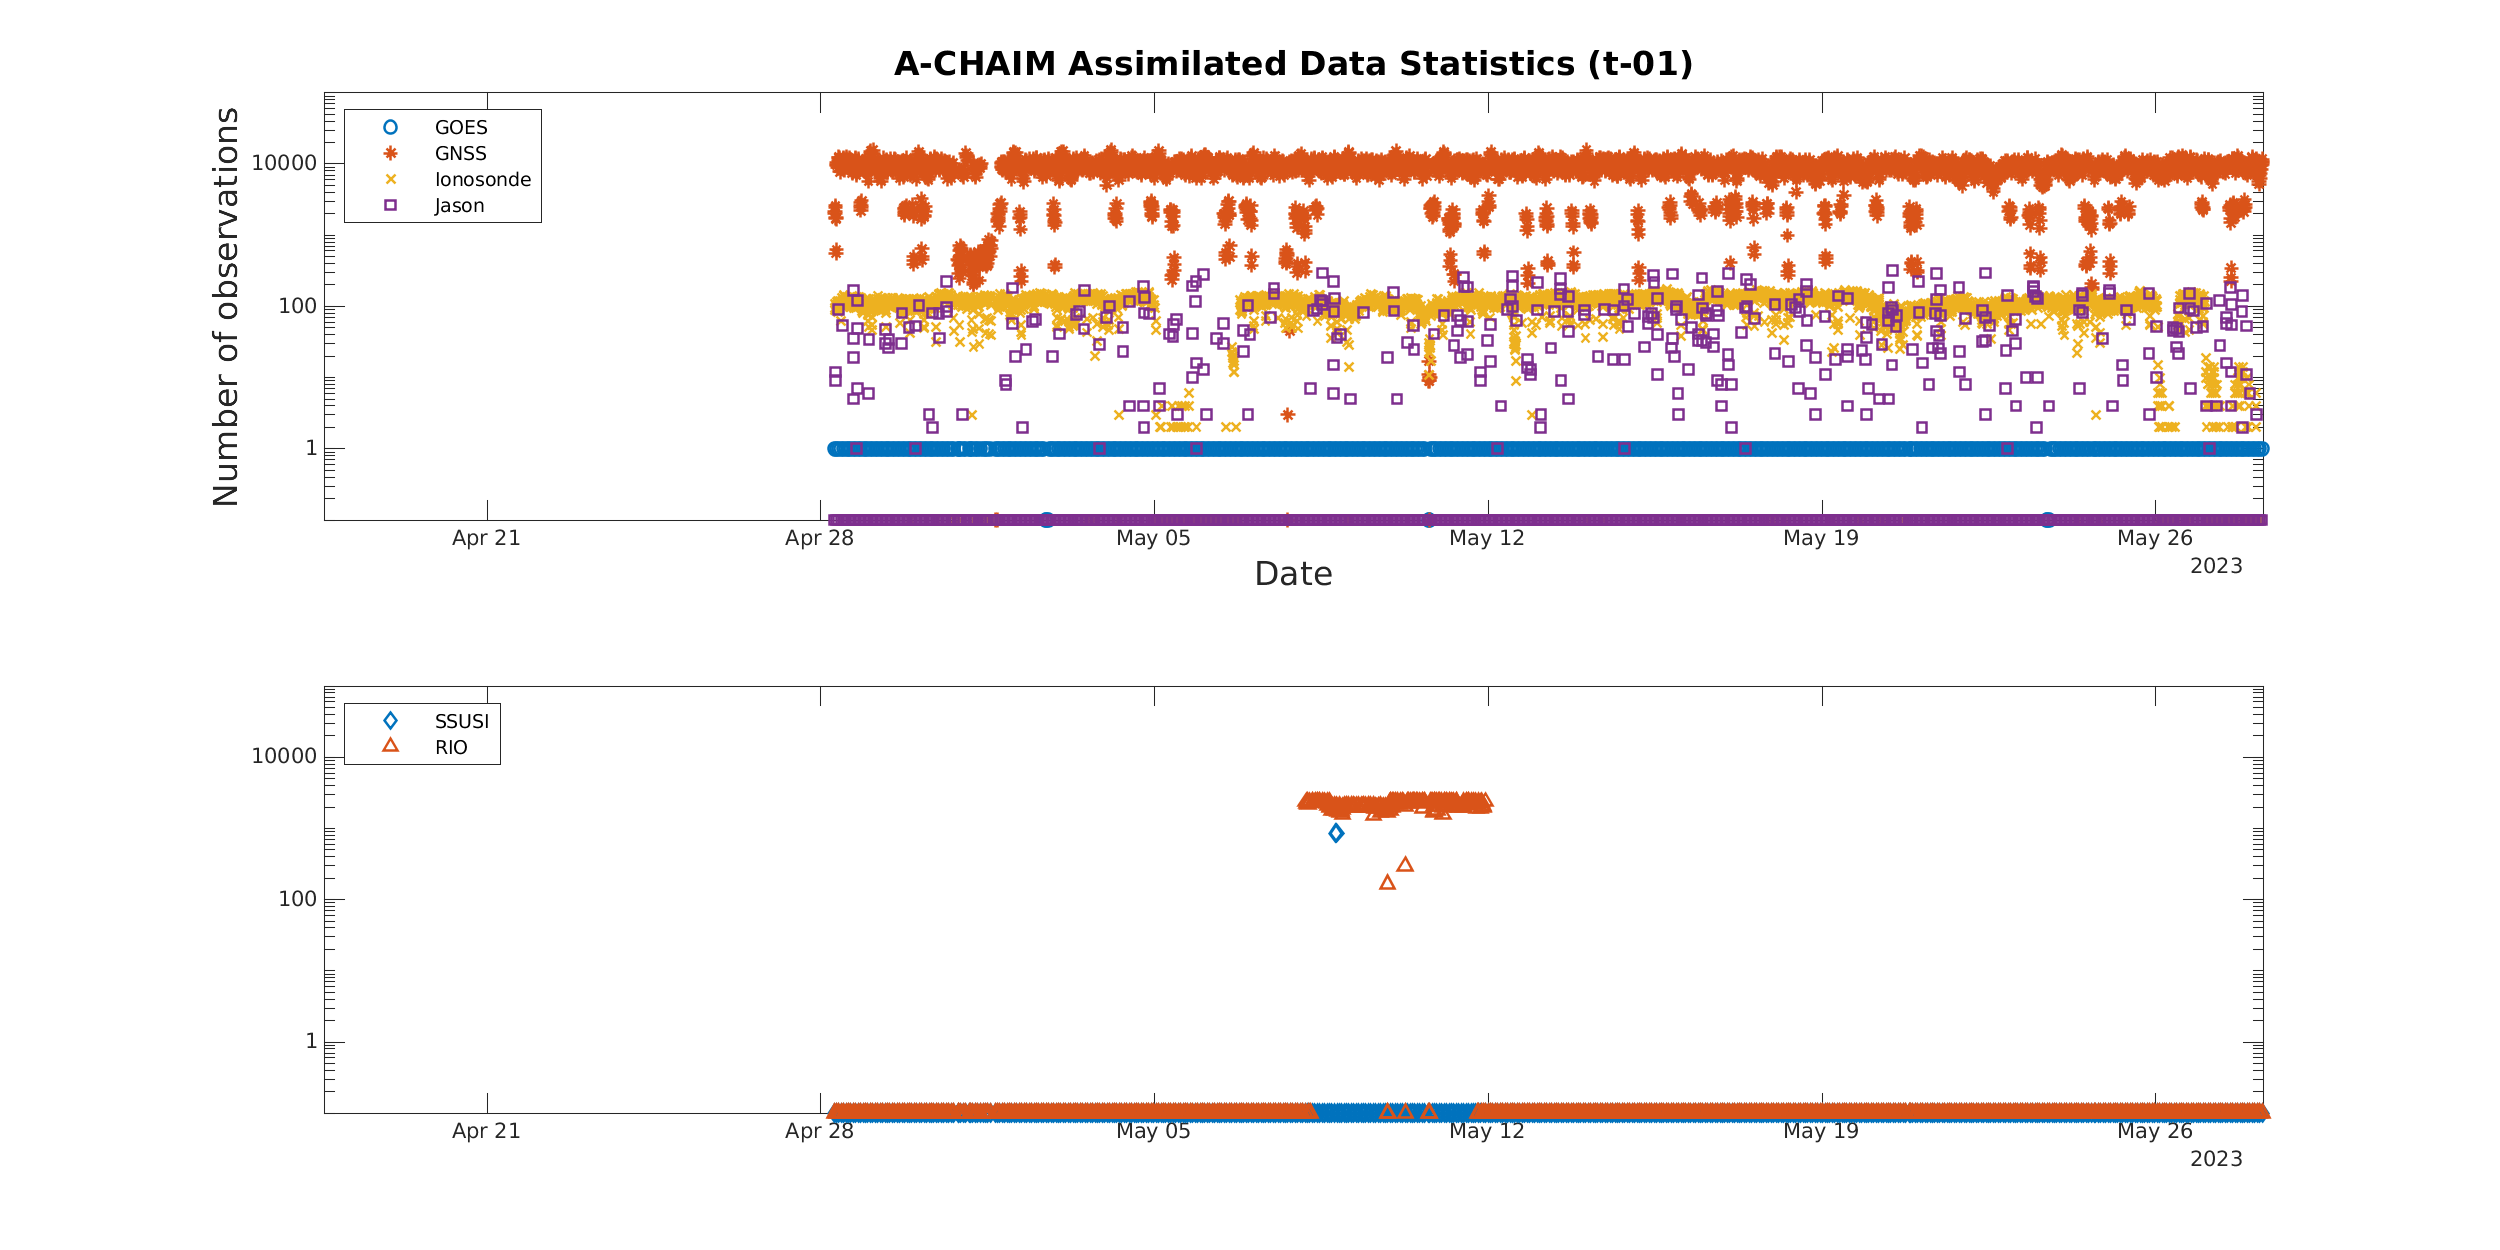 A-CHAIM Assimilated Data Statistics (t-01)
Number of observations
10000
100
1
GOES
GNSS
Ionosonde
Jason
Apr 21 Apr 28 May 05 May 12 May 19 May 26
2023
Date
10000
100
1
SSUSI
RIO
Apr 21 Apr 28 May 05 May 12 May 19 May 26
2023